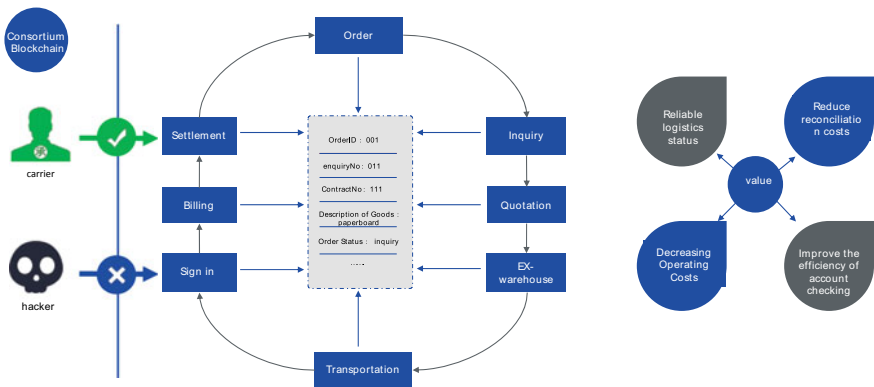 Consortium
Blockchain
carrier
hacker
Order
Settlement
Billing
Sign in
OrderID : 001
enquiryNo : 011
ContractNo : 111
Description of Goods :
paperboard
Order Status : inquiry
......
Inquiry
Quotation
EX-
warehouse
Transportation
Reliable
logistics
status
Reduce
reconciliatio
n costs
value
Decreasing
Operating
Costs
Improve the
efficiency of
account
checking